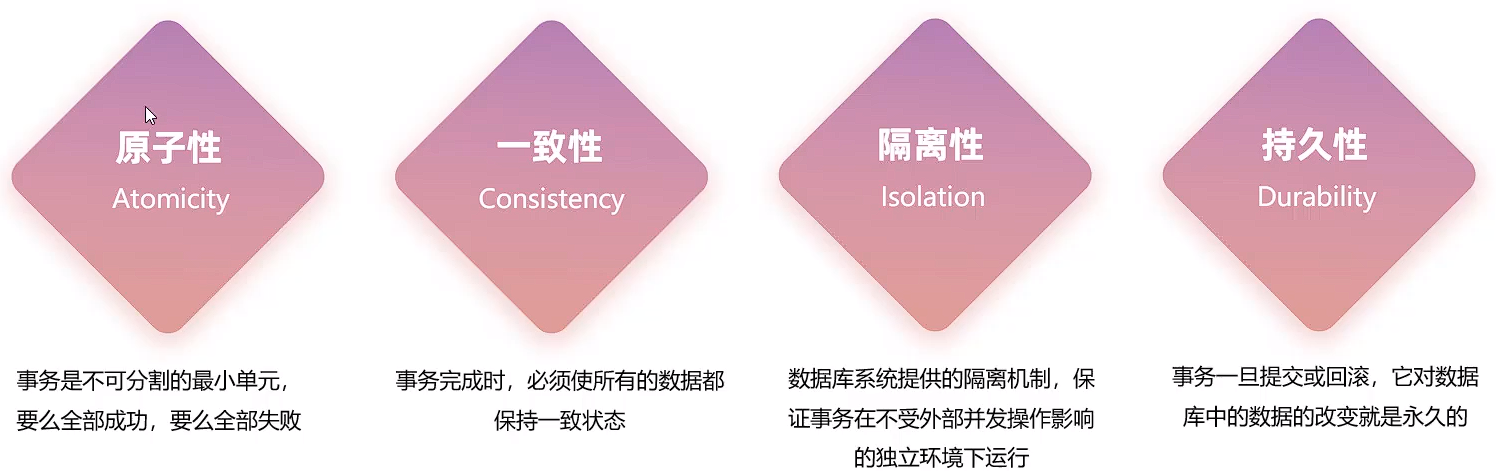 原子性
Atomicity
事务是不可分割的最小单元，
要么全部成功，要么全部失败
一致性
Consistency
事务完成时，必须使所有的数据都
保持一致状态
隔离性
Isolation
数据库系统提供的隔离机制，保
证事务在不受外部并发操作影响
的独立环境下运行
持久性
Durability
事务一旦提交或回滚，它对数据
库中的数据的改变就是永久的